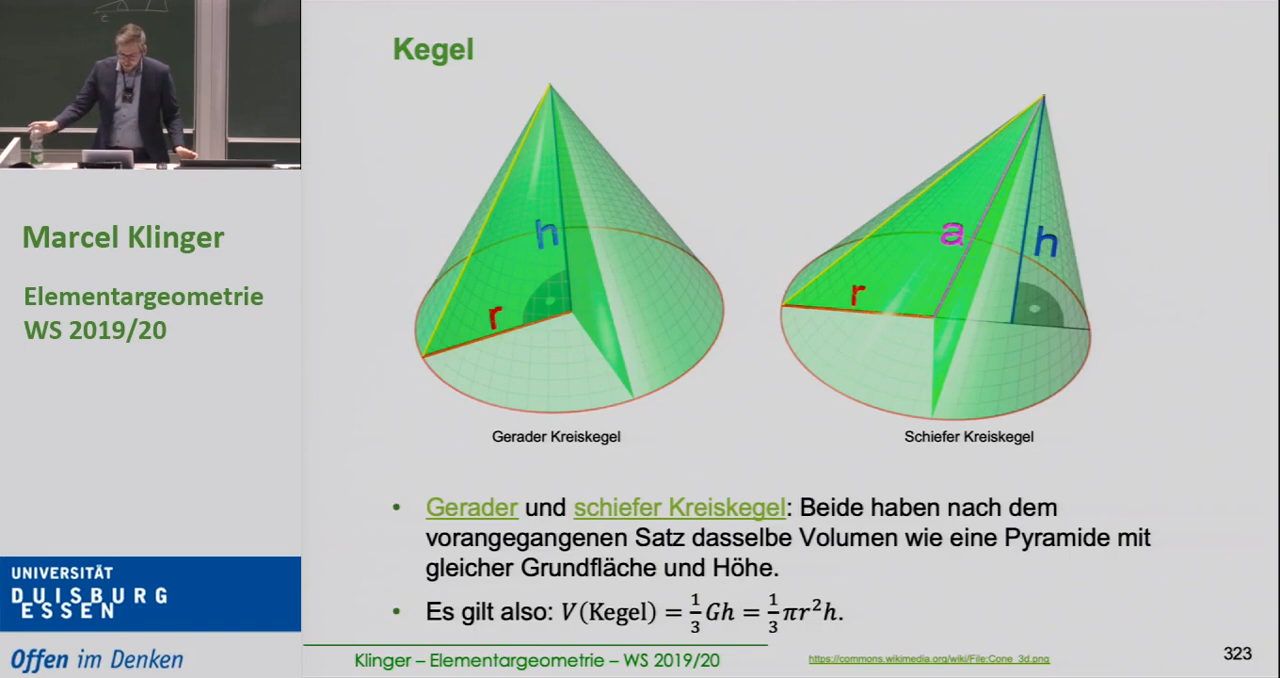 Kegel
h
r
a
h
r
Gerader Kreiskegel
Schiefer Kreiskegel
• Gerader und schiefer Kreiskegel: Beide haben nach dem
vorangegangenen Satz dasselbe Volumen wie eine Pyramide mit
gleicher Grundfläche und Höhe.
• Es gilt also: V(Kegel) = 1/3 Gh = 1/3 πr²h.
Klinger – Elementargeometrie – WS 2019/20
https://commons.wikimedia.org/wiki/File:Cone_3d.png
323
Marcel Klinger
Elementargeometrie
WS 2019/20
UNIVERSITÄT
DUISBURG
ESSEN
Offen im Denken